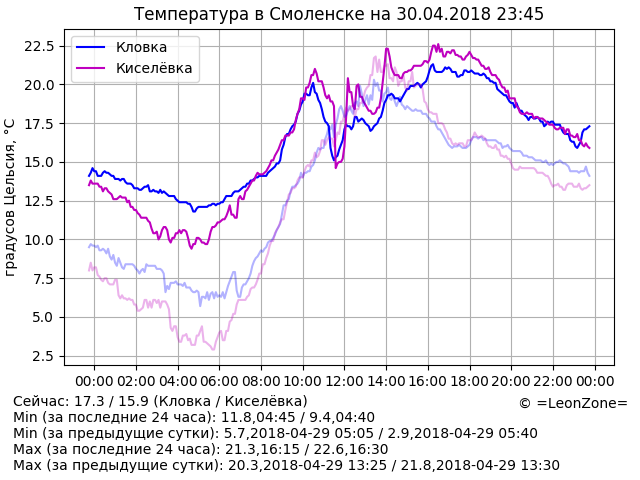 Температура в Смоленске на 30.04.2018 23:45
Кловка
Киселёвка
градусов Цельсия, °C
22.5
20.0
17.5
15.0
12.5
10.0
7.5
5.0
2.5
00:00 02:00 04:00 06:00 08:00 10:00 12:00 14:00 16:00 18:00 20:00 22:00 00:00
Сейчас: 17.3 / 15.9 (Кловка / Киселёвка)
© =LeonZone=
Min (за последние 24 часа): 11.8,04:45 / 9.4,04:40
Min (за предыдущие сутки): 5.7,2018-04-29 05:05 / 2.9,2018-04-29 05:40
Max (за последние 24 часа): 21.3,16:15 / 22.6,16:30
Max (за предыдущие сутки): 20.3,2018-04-29 13:25 / 21.8,2018-04-29 13:30